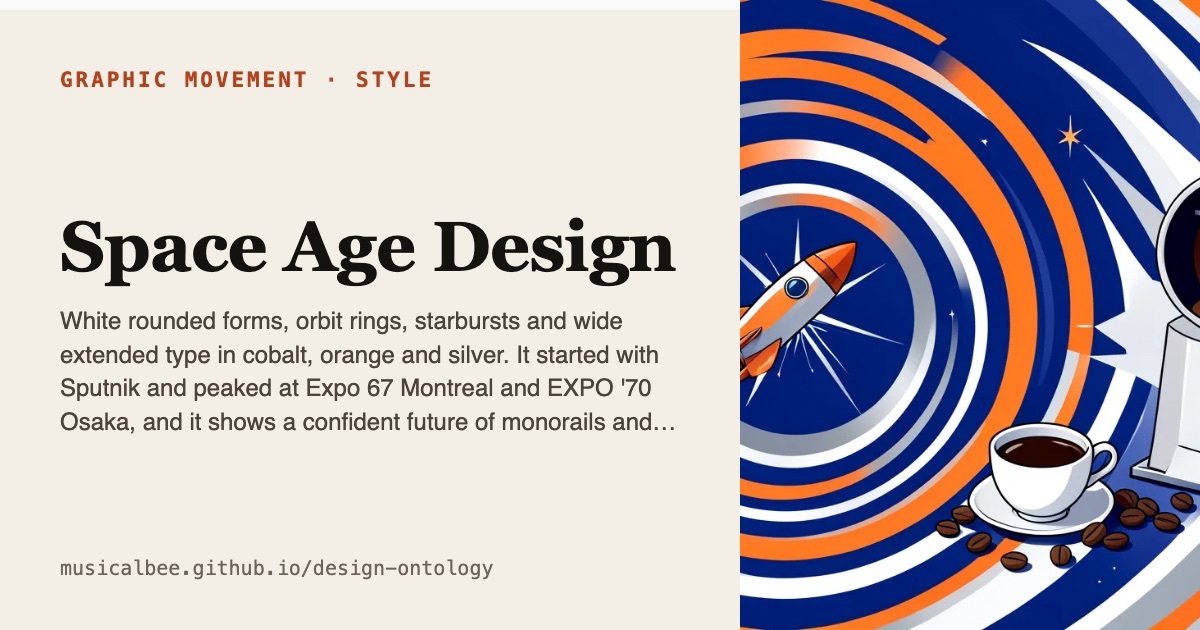 GRAPHIC MOVEMENT · STYLE
Space Age Design
White rounded forms, orbit rings, starbursts and wide
extended type in cobalt, orange and silver. It started with
Sputnik and peaked at Expo 67 Montreal and EXPO '70
Osaka, and it shows a confident future of monorails and…
musicalbee.github.io/design-ontology